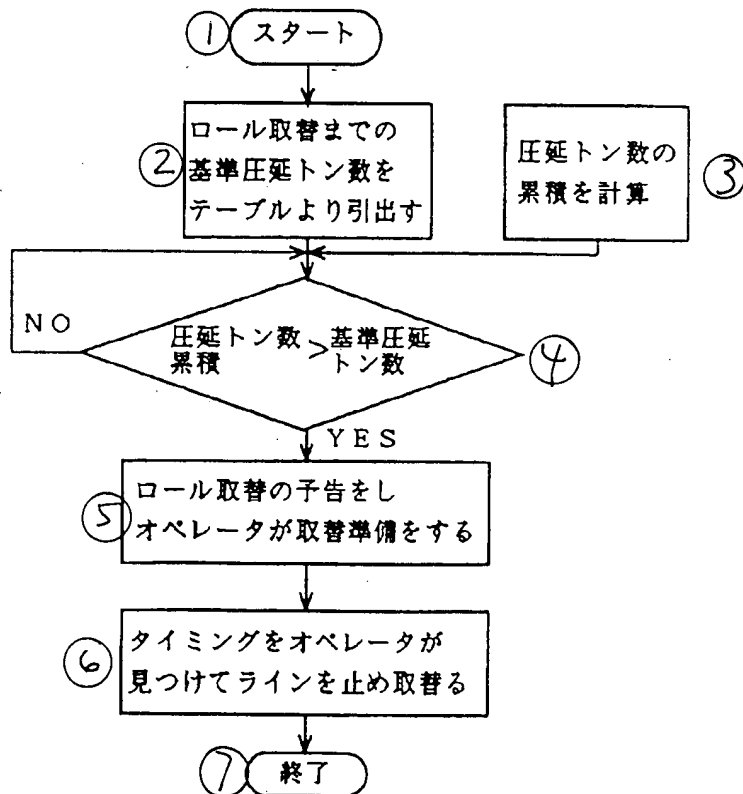 ① スタート
② ロール取替までの
基準圧延トン数を
テーブルより引出す
圧延トン数の ③
累積を計算
NO
圧延トン数 > 基準圧延
累積 トン数
④
YES
⑤ ロール取替の予告をし
オペレータが取替準備をする
⑥ タイミングをオペレータが
見つけてラインを止め取替る
⑦ 終了